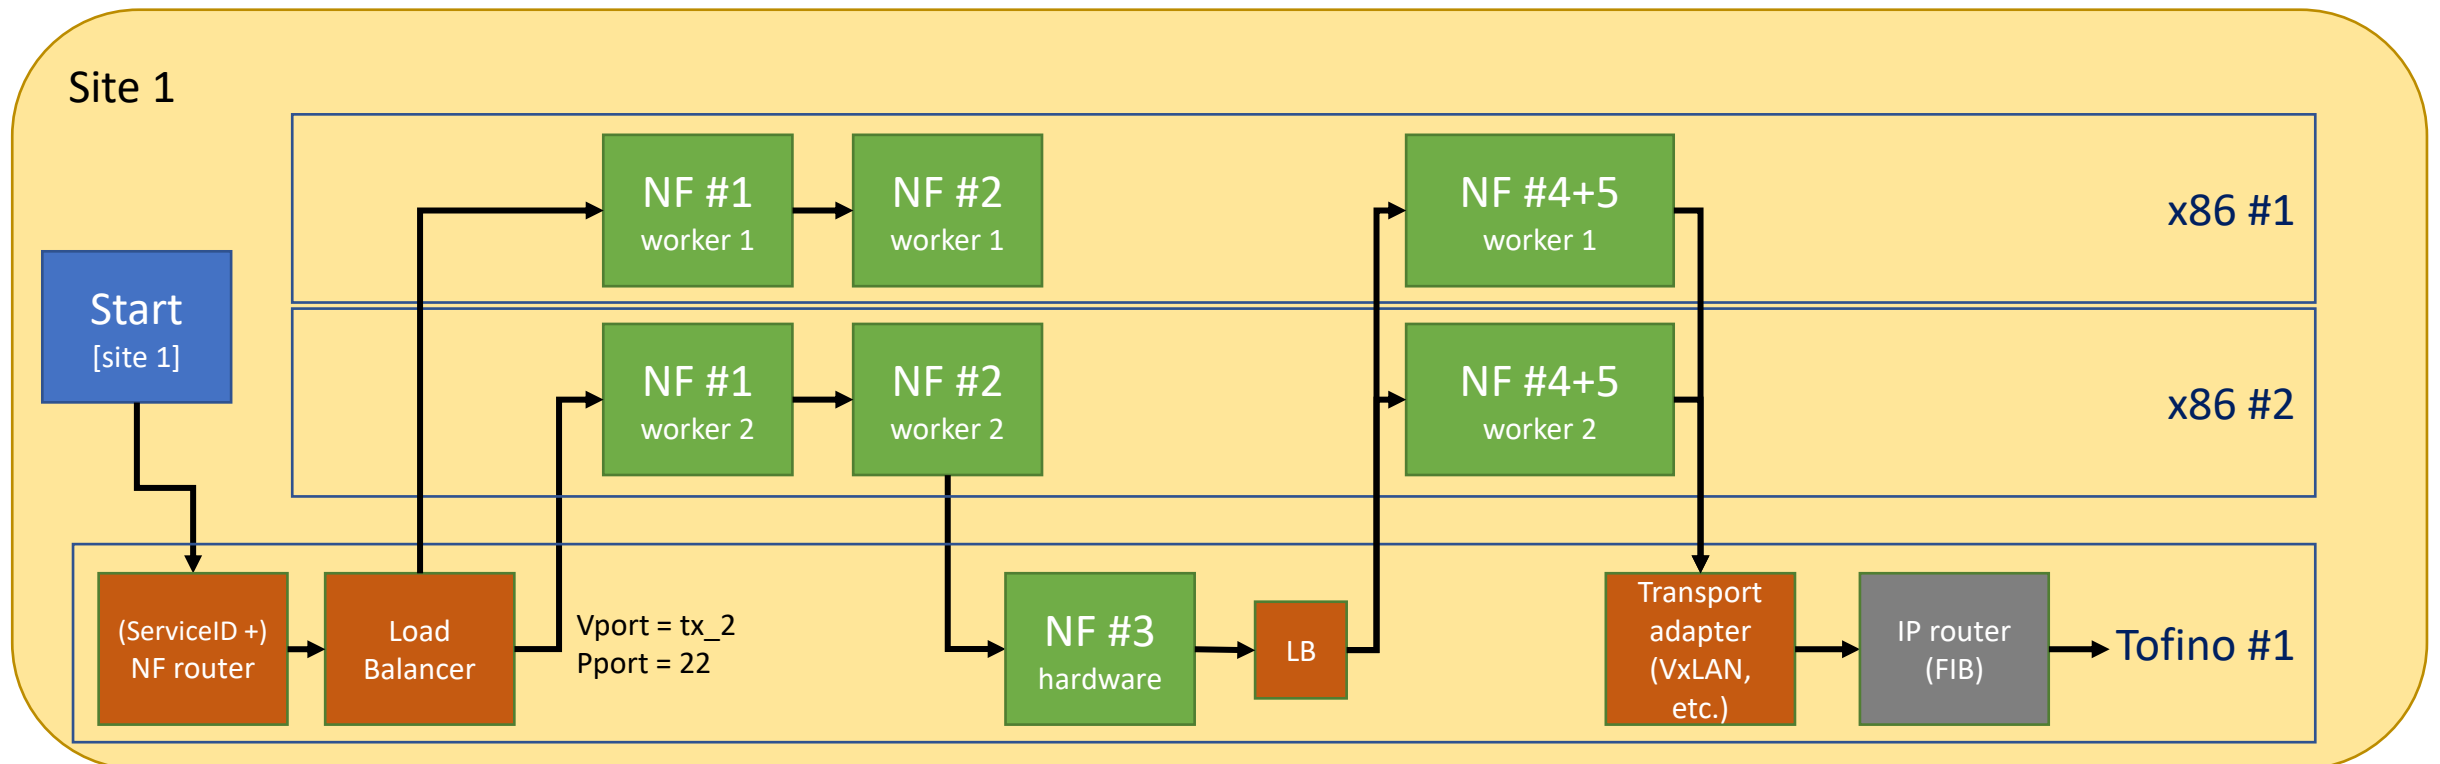 Site 1
NF #1
worker 1
NF #2
worker 1
NF #4+5
worker 1
x86 #1
Start
[site 1]
NF #1
worker 2
NF #2
worker 2
NF #4+5
worker 2
x86 #2
(ServiceID +)
NF router
Load
Balancer
Vport = tx_2
Pport = 22
NF #3
hardware
LB
Transport
adapter
(VxLAN,
etc.)
IP router
(FIB)
Tofino #1